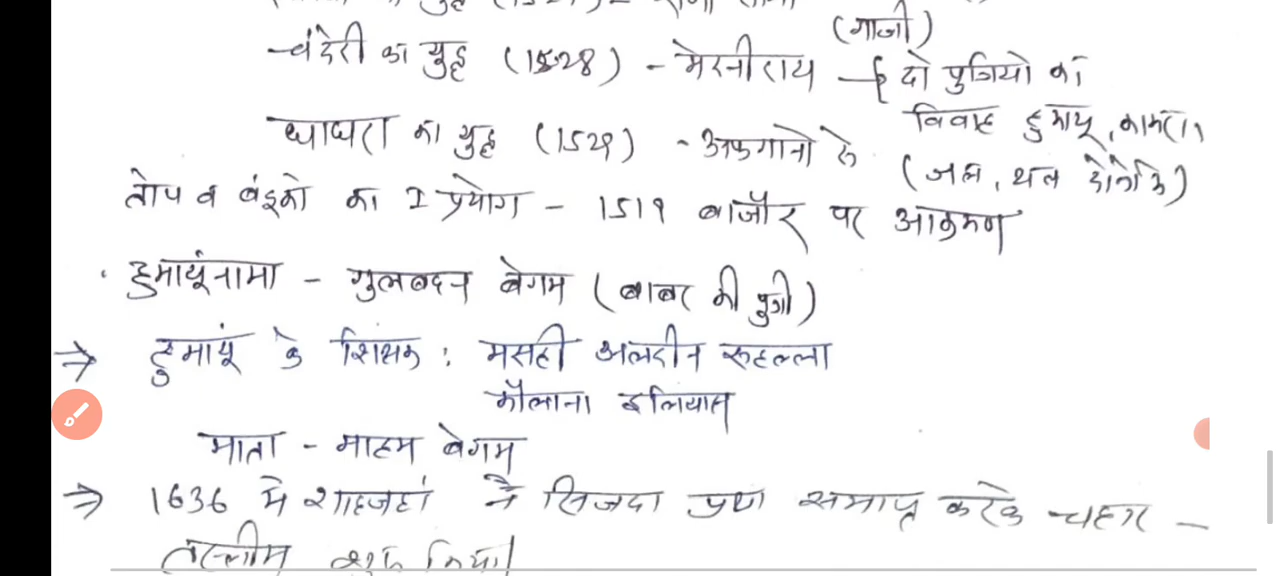 (गाजी)
चंदेरी का युद्ध (1528) - मेदनीराय - { दो पुत्रियो का
विवाह हुमायू, कामरान
घाघरा का युद्ध (1529) - अफगानो से (जल, थल दोनो में)
तोप व बंदूको का I प्रयोग - 1519 बाजौर पर आक्रमण
· हुमायूंनामा - गुलबदन बेगम (बाबर की पुत्री)
⇒ हुमायूं के शिक्षक : मसही अलदीन रूहल्ला
मौलाना इलियास
माता - माहम बेगम
⇒ 1636 मे शाहजहां ने सिजदा प्रथा समाप्त करके चहार -
तस्लीम शुरू किया।